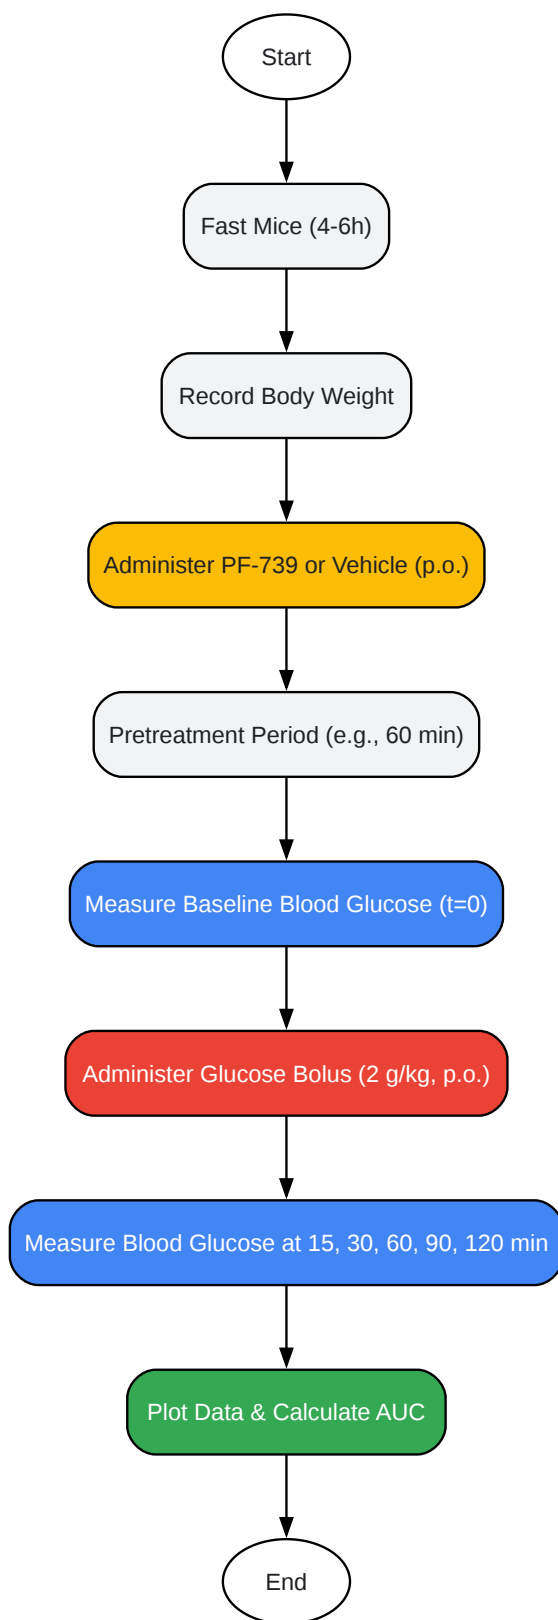 Start
Fast Mice (4-6h)
Record Body Weight
Administer PF-739 or Vehicle (p.o.)
Pretreatment Period (e.g., 60 min)
Measure Baseline Blood Glucose (t=0)
Administer Glucose Bolus (2 g/kg, p.o.)
Measure Blood Glucose at 15, 30, 60, 90, 120 min
Plot Data & Calculate AUC
End